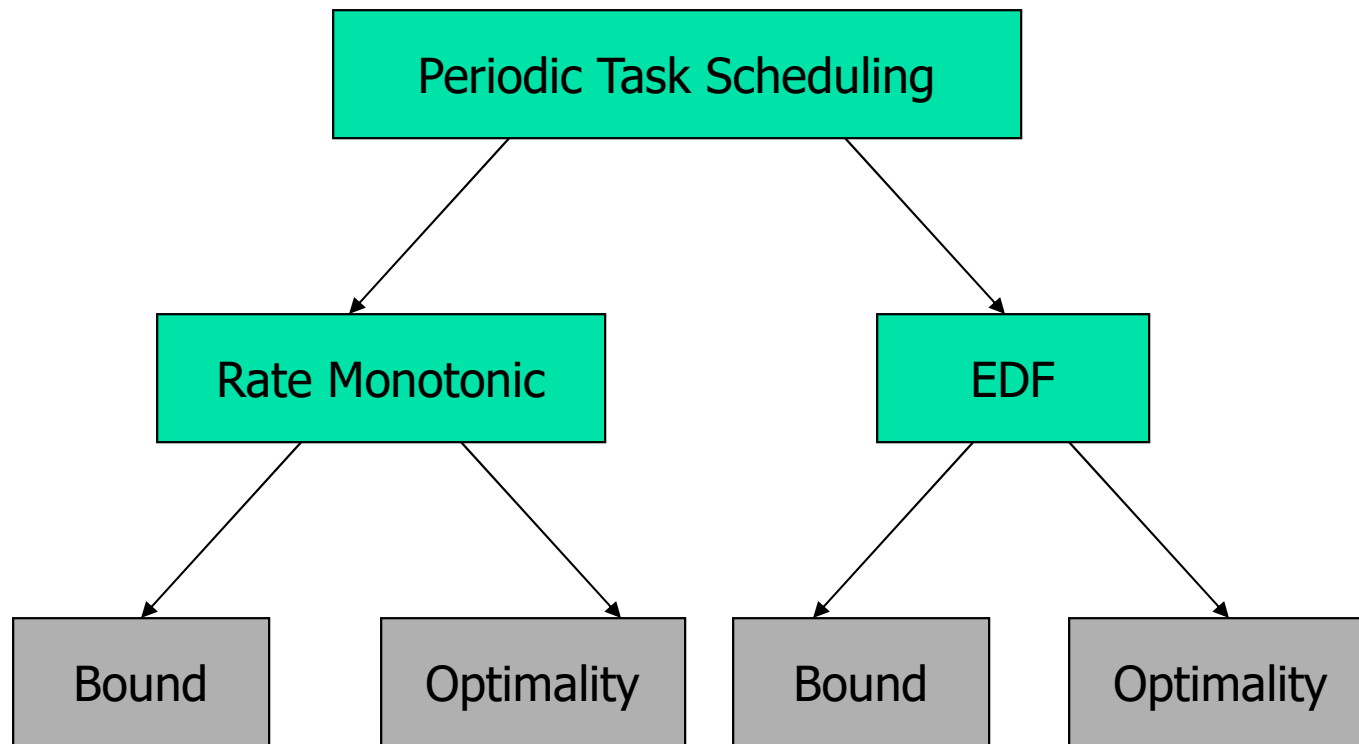 Periodic Task Scheduling
Rate Monotonic
EDF
Bound
Optimality
Bound
Optimality